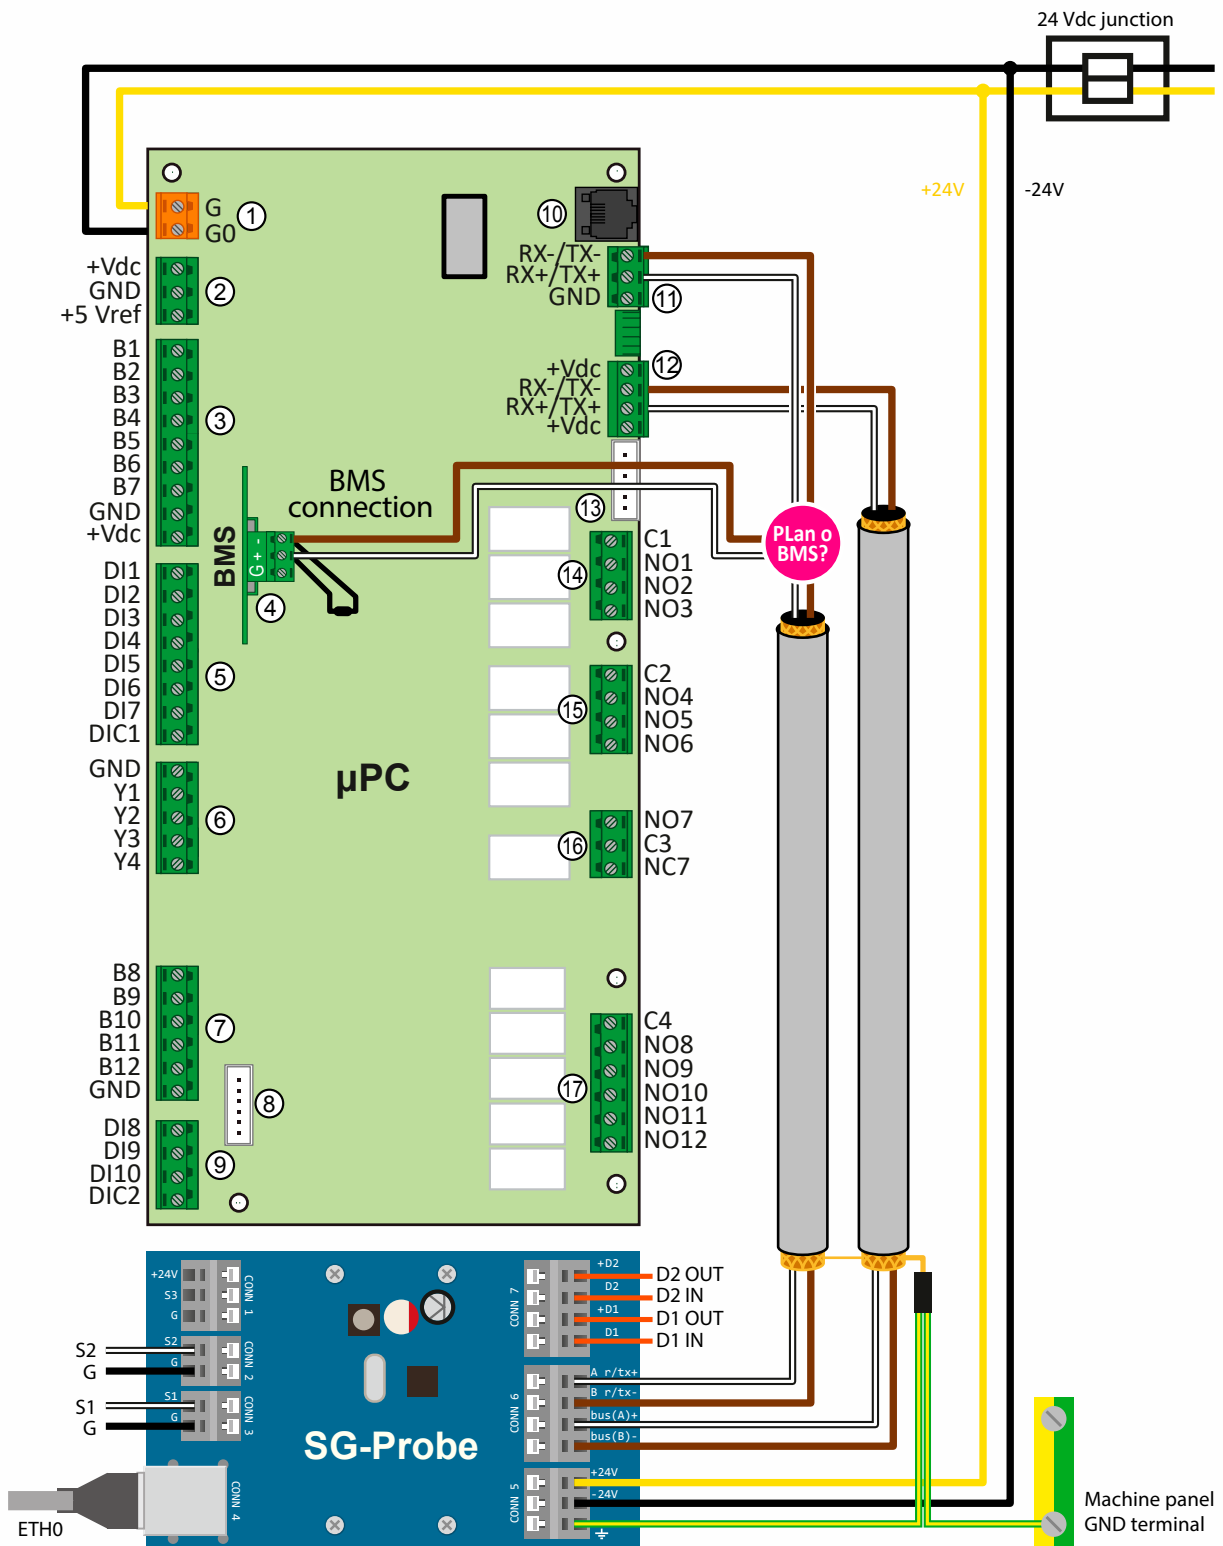 24 Vdc junction
+24V
-24V
G
G0
1
+Vdc
GND
+5 Vref
2
B1
B2
B3
B4
B5
B6
B7
GND
+Vdc
3
BMS
connection
BMS
G + -
4
DI1
DI2
DI3
DI4
DI5
DI6
DI7
DIC1
5
GND
Y1
Y2
Y3
Y4
6
µPC
B8
B9
B10
B11
B12
GND
7
8
DI8
DI9
DI10
DIC2
9
10
RX-/TX-
RX+/TX+
GND
11
12
+Vdc
RX-/TX-
RX+/TX+
+Vdc
13
PLan o
BMS?
C1
NO1
NO2
NO3
14
C2
NO4
NO5
NO6
15
NO7
C3
NC7
16
C4
NO8
NO9
NO10
NO11
NO12
17
+24V
S3
G
CONN 1
S2
G
S2
G
CONN 2
S1
G
S1
G
CONN 3
CONN 4
ETH0
SG-Probe
CONN 7
+D2
D2
+D1
D1
D2 OUT
D2 IN
D1 OUT
D1 IN
CONN 6
A r/tx+
B r/tx-
bus(A)+
bus(B)-
CONN 5
+24V
-24V
Machine panel
GND terminal